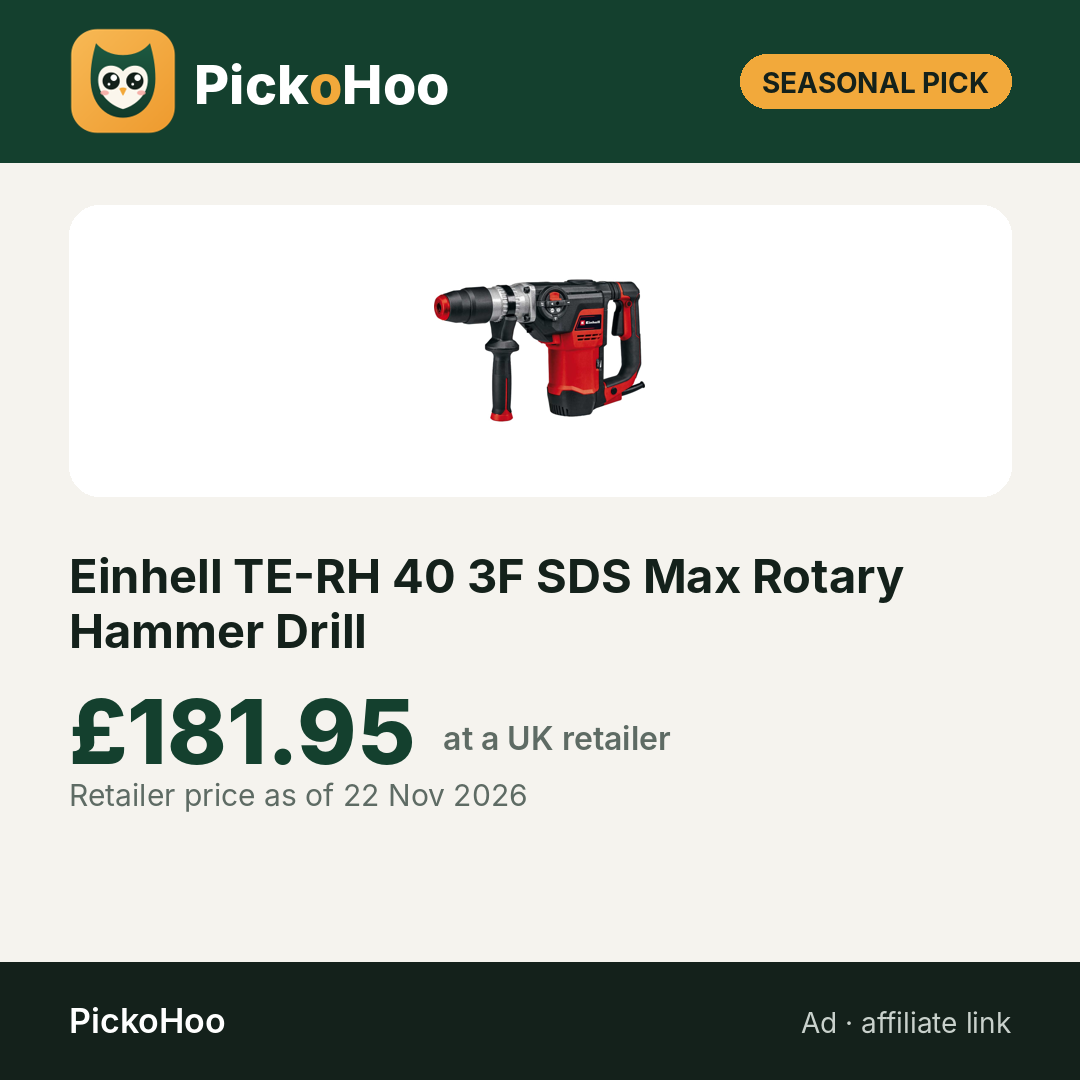 PickoHoo
SEASONAL PICK
Einhell
Einhell TE-RH 40 3F SDS Max Rotary
Hammer Drill
£181.95 at a UK retailer
Retailer price as of 22 Nov 2026
PickoHoo
Ad · affiliate link